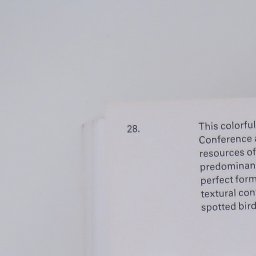 28. This colorful
Conference
resources of
predominan
perfect form
textural con
spotted bird